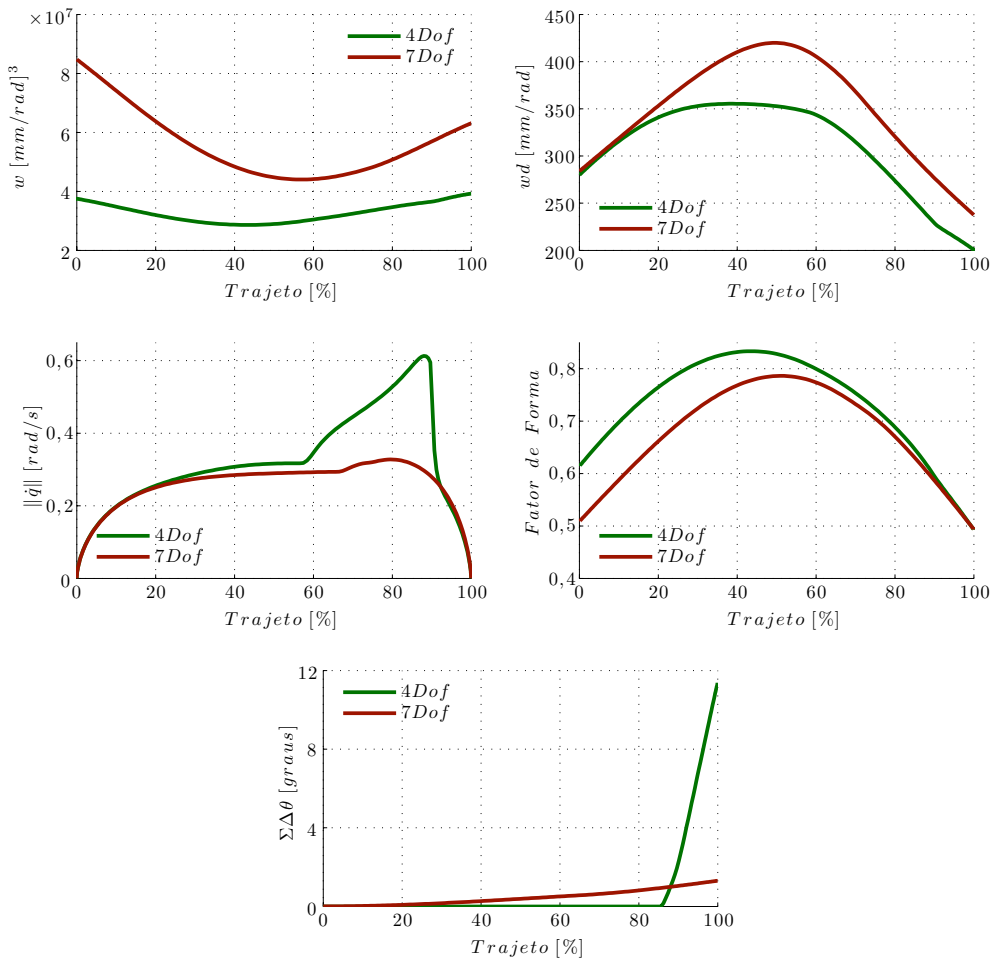 ×10⁷
8
6
4
2
w [mm/rad]³
4Dof
7Dof
0 20 40 60 80 100
Trajeto [%]
450
400
350
300
250
200
wd [mm/rad]
4Dof
7Dof
0 20 40 60 80 100
Trajeto [%]
0,6
0,4
0,2
0
‖q̇‖ [rad/s]
4Dof
7Dof
0 20 40 60 80 100
Trajeto [%]
0,8
0,7
0,6
0,5
0,4
Fator de Forma
4Dof
7Dof
0 20 40 60 80 100
Trajeto [%]
12
8
4
0
ΣΔθ [graus]
4Dof
7Dof
0 20 40 60 80 100
Trajeto [%]